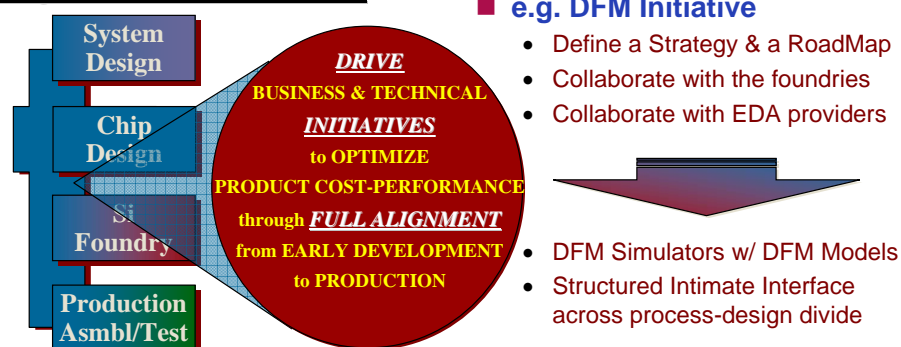 System
Design
Chip
Design
Si
Foundry
Production
Asmbl/Test
DRIVE
BUSINESS & TECHNICAL
INITIATIVES
to OPTIMIZE
PRODUCT COST-PERFORMANCE
through FULL ALIGNMENT
from EARLY DEVELOPMENT
to PRODUCTION
e.g. DFM Initiative
• Define a Strategy & a RoadMap
• Collaborate with the foundries
• Collaborate with EDA providers
• DFM Simulators w/ DFM Models
• Structured Intimate Interface
across process-design divide